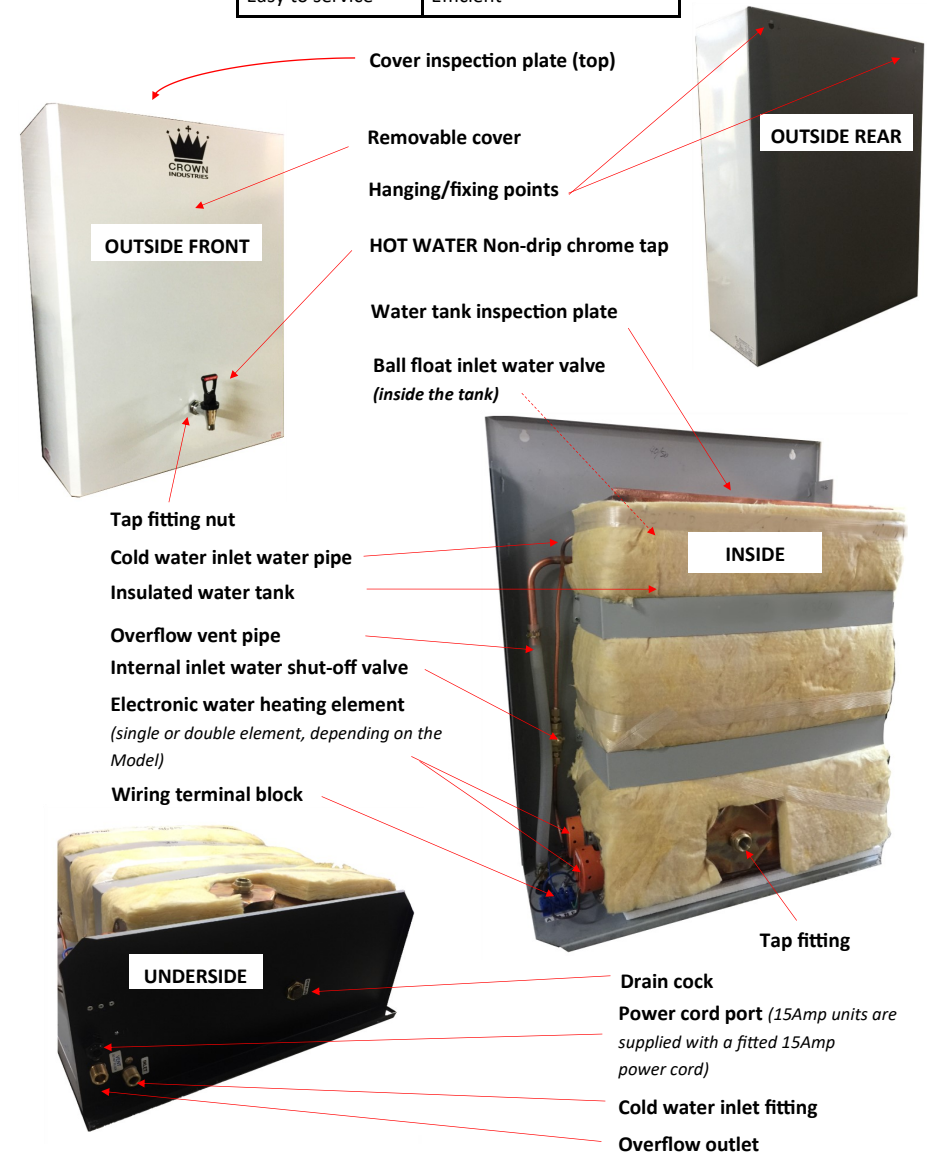 Easy to service
Efficient
Cover inspection plate (top)
CROWN
INDUSTRIES
Removable cover
OUTSIDE REAR
Hanging/fixing points
OUTSIDE FRONT
HOT WATER Non-drip chrome tap
Water tank inspection plate
Ball float inlet water valve
(inside the tank)
Tap fitting nut
Cold water inlet water pipe
INSIDE
Insulated water tank
Overflow vent pipe
Internal inlet water shut-off valve
Electronic water heating element
(single or double element, depending on the
Model)
Wiring terminal block
Tap fitting
UNDERSIDE
Drain cock
Power cord port (15Amp units are
supplied with a fitted 15Amp
power cord)
Cold water inlet fitting
Overflow outlet